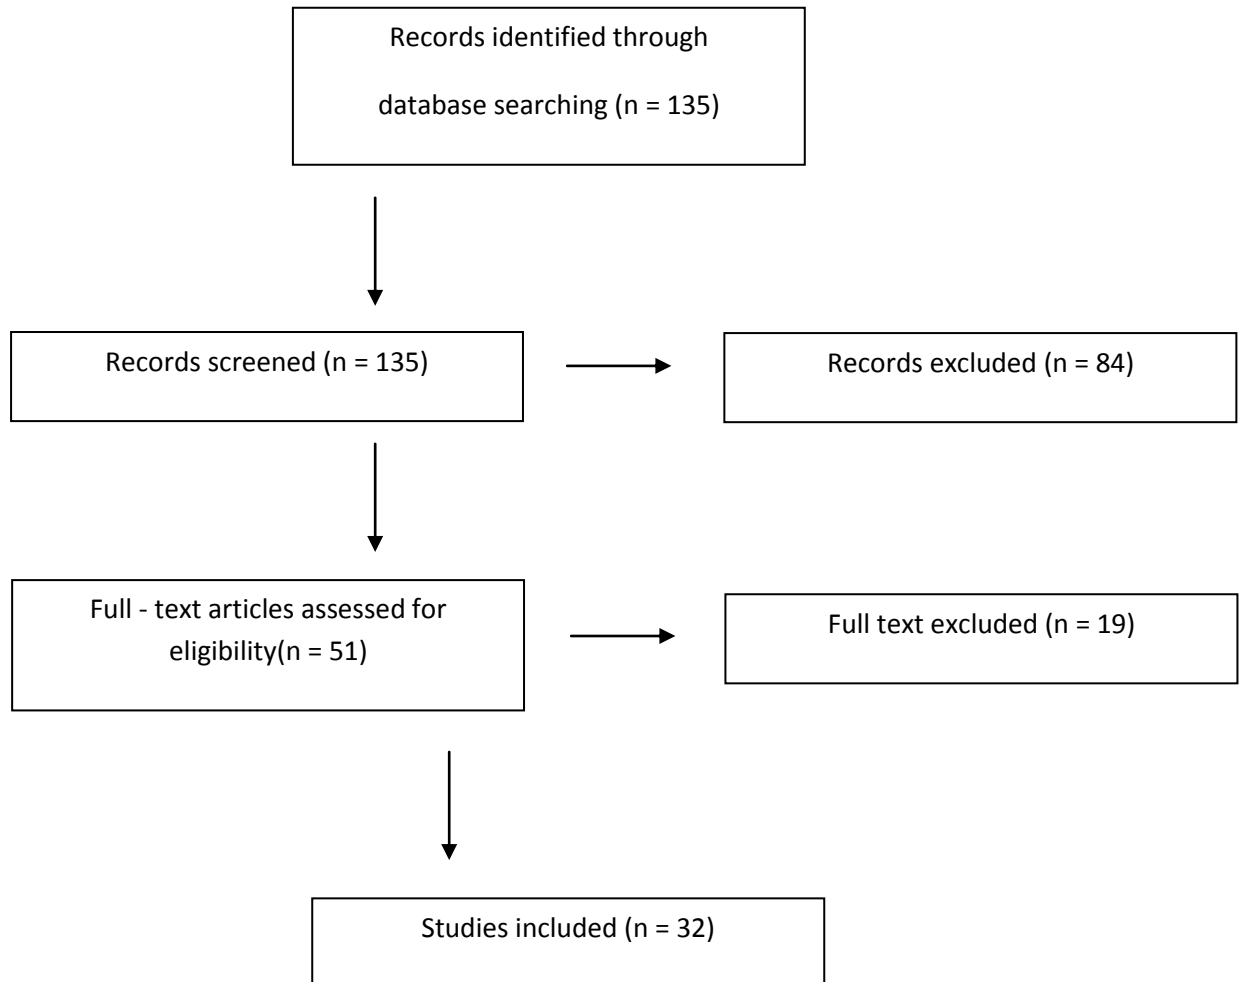 Records identified through
database searching (n = 135)
Records screened (n = 135)
Records excluded (n = 84)
Full - text articles assessed for
eligibility(n = 51)
Full text excluded (n = 19)
Studies included (n = 32)